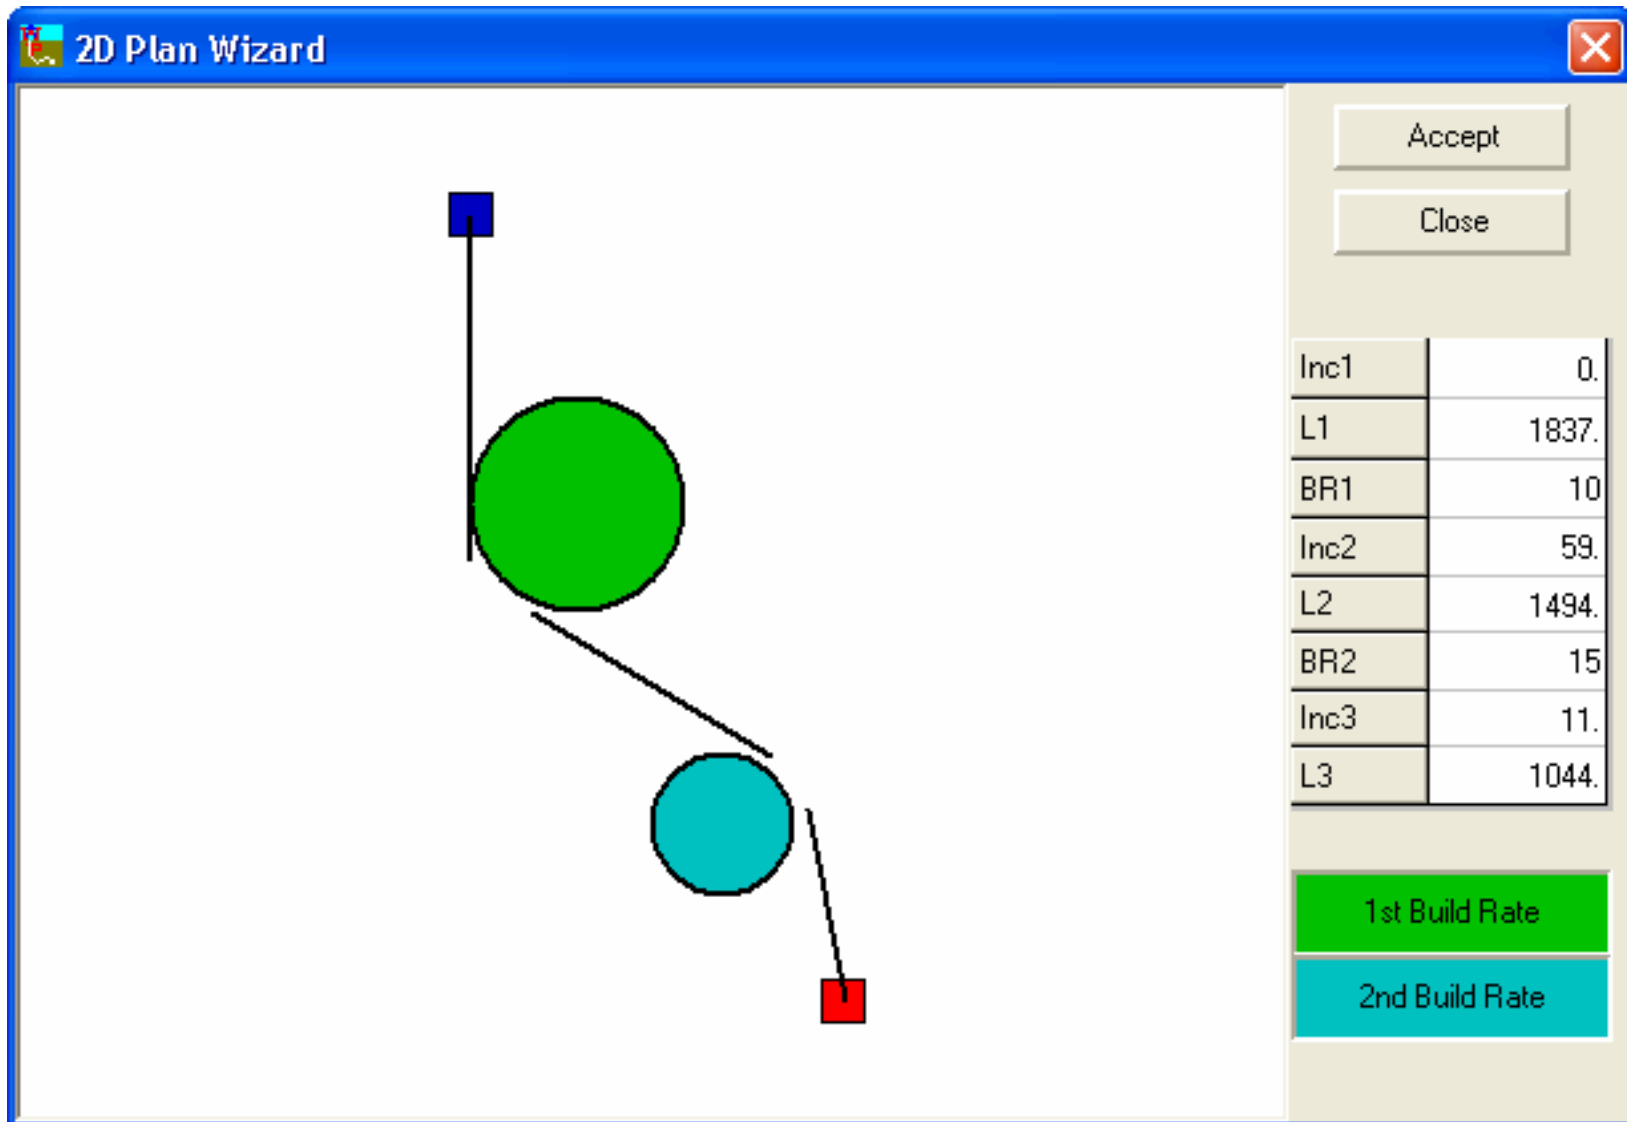 2D Plan Wizard
Accept
Close
Inc1 0.
L1 1837.
BR1 10
Inc2 59.
L2 1494.
BR2 15
Inc3 11.
L3 1044.
1st Build Rate
2nd Build Rate